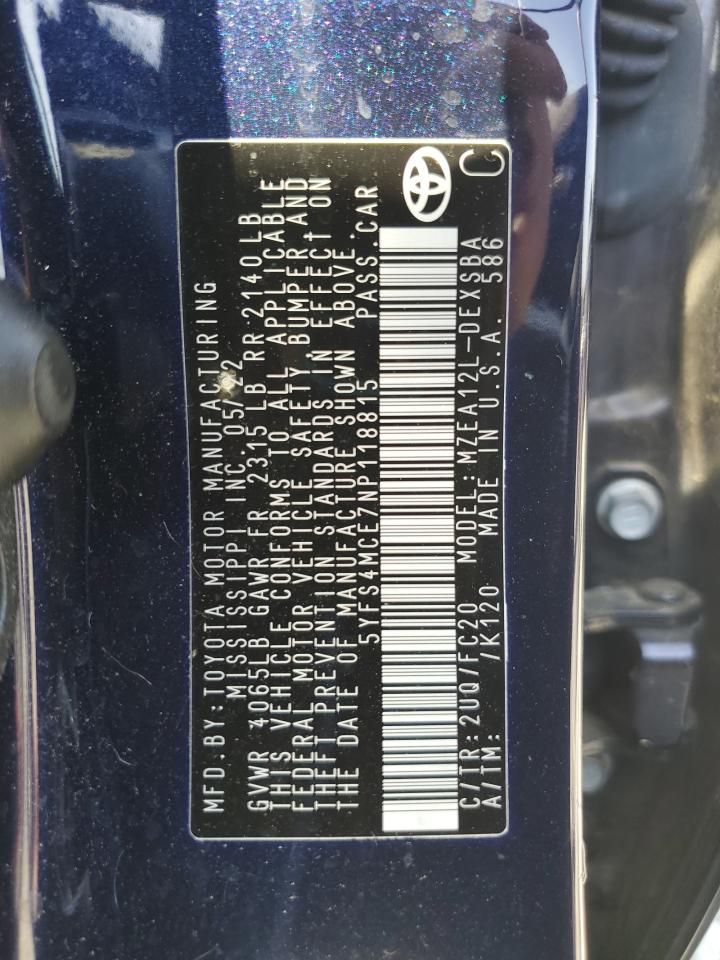 MFD.BY:TOYOTA MOTOR MANUFACTURING
MISSISSIPPI INC.05/22
GVWR 4065LB GAWR FR 2315 LB RR 2140 LB
THIS VEHICLE CONFORMS TO ALL APPLICABLE
FEDERAL MOTOR VEHICLE SAFETY BUMPER AND
THEFT PREVENTION STANDARDS IN EFFECT ON
THE DATE OF MANUFACTURE SHOWN ABOVE.
5YFS4MCE7NP118815 PASS.CAR
C/TR:2UQ/FC20 MODEL:MZEA12L-DEXSBA
A/TM: /K120 MADE IN U.S.A. 586
C